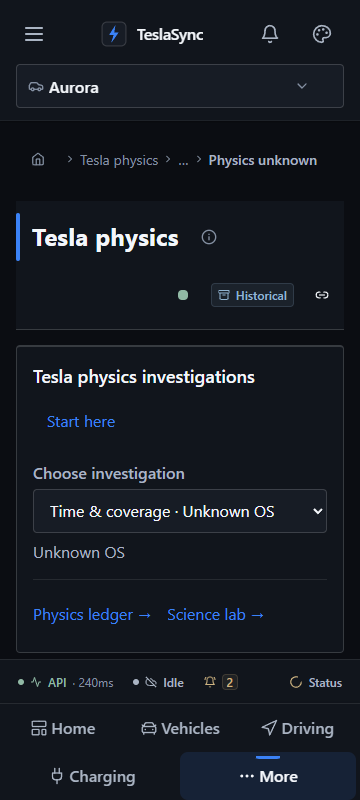 TeslaSync
Aurora
Tesla physics ... Physics unknown
Tesla physics
Historical
Tesla physics investigations
Start here
Choose investigation
Time & coverage · Unknown OS
Unknown OS
Physics ledger → Science lab →
API · 240ms Idle 2 Status
Home Vehicles Driving
Charging More